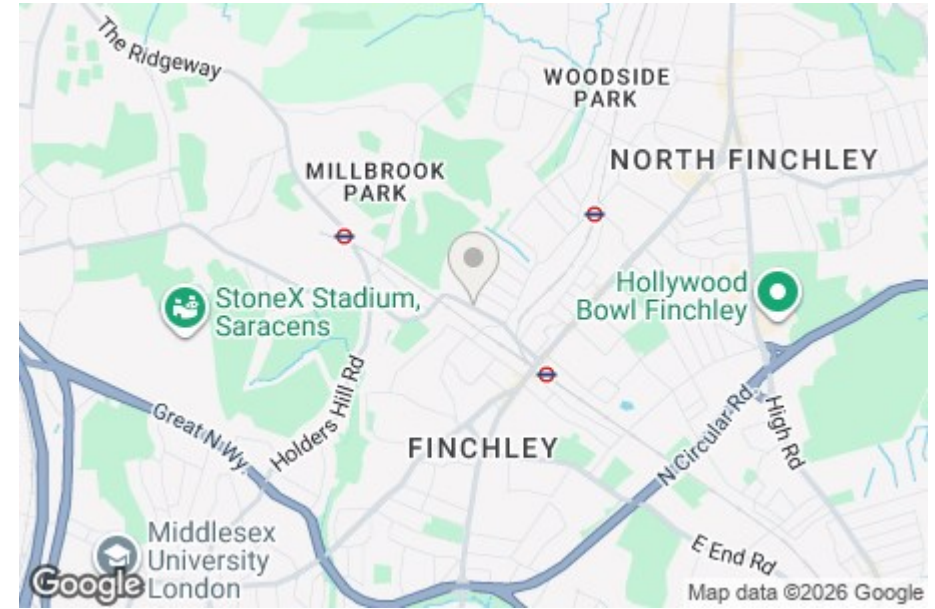 The Ridgeway
WOODSIDE
PARK
NORTH FINCHLEY
MILLBROOK
PARK
StoneX Stadium,
Saracens
Hollywood
Bowl Finchley
Holders Hill Rd
Great N Wy.
N Circular Rd
High Rd
FINCHLEY
E End Rd
Middlesex
University
London
Google
Map data ©2026 Google